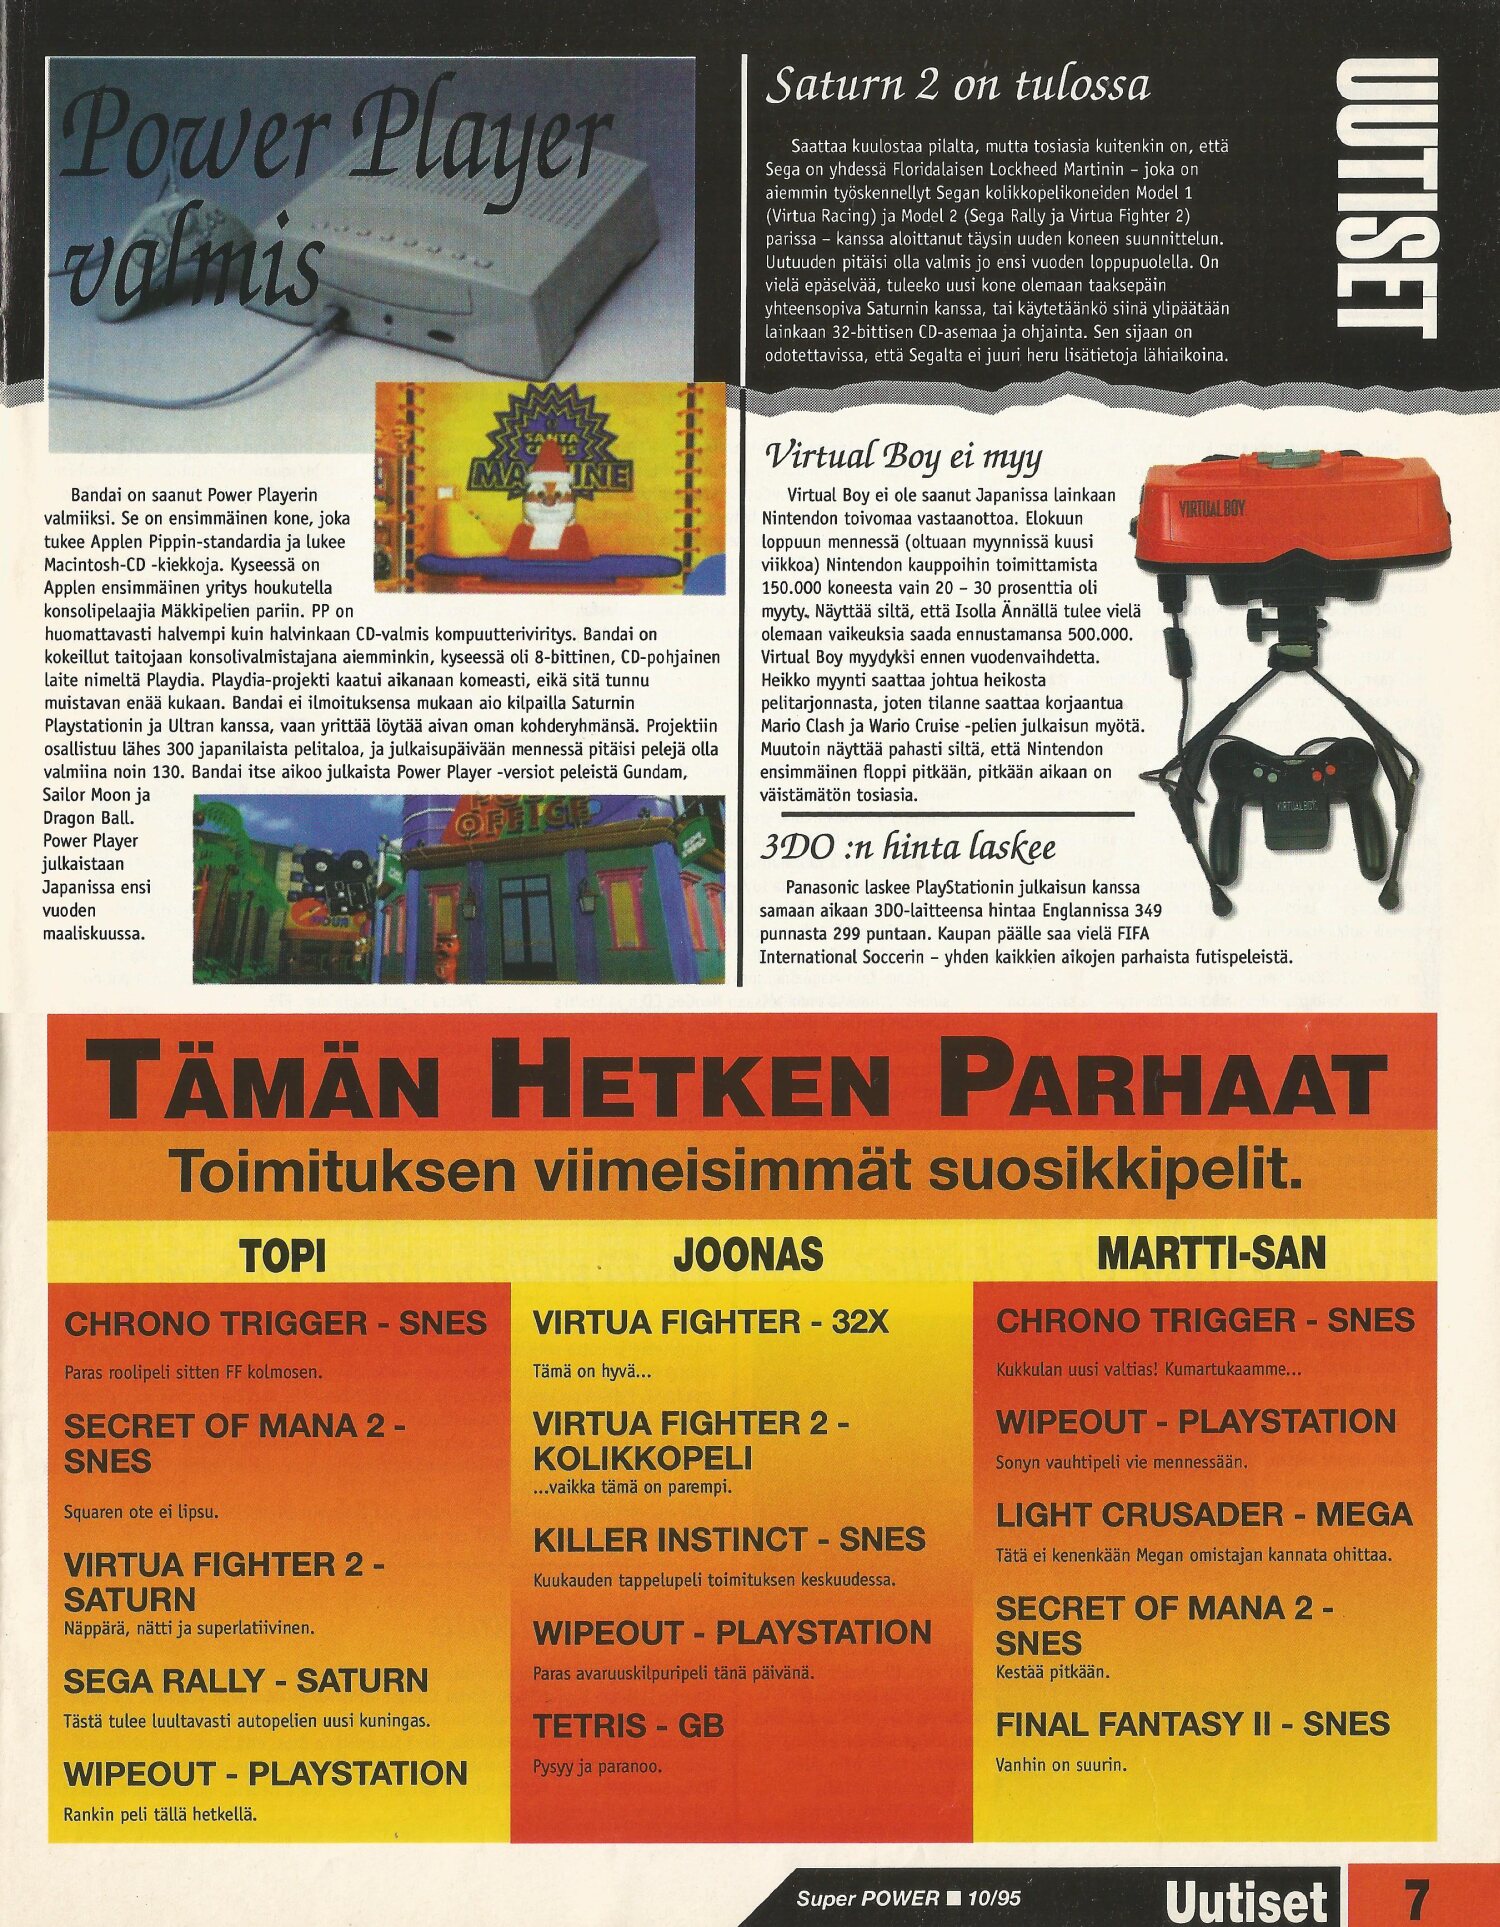 Power Player
valmis
SANTA
CLAUS
MACHINE
Bandai on saanut Power Playerin
valmiiksi. Se on ensimmäinen kone, joka
tukee Applen Pippin-standardia ja lukee
Macintosh-CD -kiekkoja. Kyseessä on
Applen ensimmäinen yritys houkutella
konsolipelaajia Mäkkipelien pariin. PP on
huomattavasti halvempi kuin halvinkaan CD-valmis kompuutteriviritys. Bandai on
kokeillut taitojaan konsolivalmistajana aiemminkin, kyseessä oli 8-bittinen, CD-pohjainen
laite nimeltä Playdia. Playdia-projekti kaatui aikanaan komeasti, eikä sitä tunnu
muistavan enää kukaan. Bandai ei ilmoituksensa mukaan aio kilpailla Saturnin
Playstationin ja Ultran kanssa, vaan yrittää löytää aivan oman kohderyhmänsä. Projektiin
osallistuu lähes 300 japanilaista pelitaloa, ja julkaisupäivään mennessä pitäisi pelejä olla
valmiina noin 130. Bandai itse aikoo julkaista Power Player -versiot peleistä Gundam,
Sailor Moon ja
Dragon Ball.
Power Player
julkaistaan
Japanissa ensi
vuoden
maaliskuussa.
OFFICE
Saturn 2 on tulossa
Saattaa kuulostaa pilalta, mutta tosiasia kuitenkin on, että
Sega on yhdessä Floridalaisen Lockheed Martinin – joka on
aiemmin työskennellyt Segan kolikkopelikoneiden Model 1
(Virtua Racing) ja Model 2 (Sega Rally ja Virtua Fighter 2)
parissa – kanssa aloittanut täysin uuden koneen suunnittelun.
Uutuuden pitäisi olla valmis jo ensi vuoden loppupuolella. On
vielä epäselvää, tuleeko uusi kone olemaan taaksepäin
yhteensopiva Saturnin kanssa, tai käytetäänkö siinä ylipäätään
lainkaan 32-bittisen CD-asemaa ja ohjainta. Sen sijaan on
odotettavissa, että Segalta ei juuri heru lisätietoja lähiaikoina.
UUTISET
Virtual Boy ei myy
Virtual Boy ei ole saanut Japanissa lainkaan
Nintendon toivomaa vastaanottoa. Elokuun
loppuun mennessä (oltuaan myynnissä kuusi
viikkoa) Nintendon kauppoihin toimittamista
150.000 koneesta vain 20 – 30 prosenttia oli
myyty. Näyttää siltä, että Isolla Ännällä tulee vielä
olemaan vaikeuksia saada ennustamansa 500.000.
Virtual Boy myydyksi ennen vuodenvaihdetta.
Heikko myynti saattaa johtua heikosta
pelitarjonnasta, joten tilanne saattaa korjaantua
Mario Clash ja Wario Cruise -pelien julkaisun myötä.
Muutoin näyttää pahasti siltä, että Nintendon
ensimmäinen floppi pitkään, pitkään aikaan on
väistämätön tosiasia.
VIRTUAL BOY
VIRTUAL BOY
3DO :n hinta laskee
Panasonic laskee PlayStationin julkaisun kanssa
samaan aikaan 3DO-laitteensa hintaa Englannissa 349
punnasta 299 puntaan. Kaupan päälle saa vielä FIFA
International Soccerin – yhden kaikkien aikojen parhaista futispeleistä.
TÄMÄN HETKEN PARHAAT
Toimituksen viimeisimmät suosikkipelit.
TOPI
CHRONO TRIGGER - SNES
Paras roolipeli sitten FF kolmosen.
SECRET OF MANA 2 -
SNES
Squaren ote ei lipsu.
VIRTUA FIGHTER 2 -
SATURN
Näppärä, nätti ja superlatiivinen.
SEGA RALLY - SATURN
Tästä tulee luultavasti autopelien uusi kuningas.
WIPEOUT - PLAYSTATION
Rankin peli tällä hetkellä.
JOONAS
VIRTUA FIGHTER - 32X
Tämä on hyvä...
VIRTUA FIGHTER 2 -
KOLIKKOPELI
...vaikka tämä on parempi.
KILLER INSTINCT - SNES
Kuukauden tappelupeli toimituksen keskuudessa.
WIPEOUT - PLAYSTATION
Paras avaruuskilpuripeli tänä päivänä.
TETRIS - GB
Pysyy ja paranoo.
MARTTI-SAN
CHRONO TRIGGER - SNES
Kukkulan uusi valtias! Kumartukaamme...
WIPEOUT - PLAYSTATION
Sonyn vauhtipeli vie mennessään.
LIGHT CRUSADER - MEGA
Tätä ei kenenkään Megan omistajan kannata ohittaa.
SECRET OF MANA 2 -
SNES
Kestää pitkään.
FINAL FANTASY II - SNES
Vanhin on suurin.
Super POWER ■ 10/95
Uutiset
7